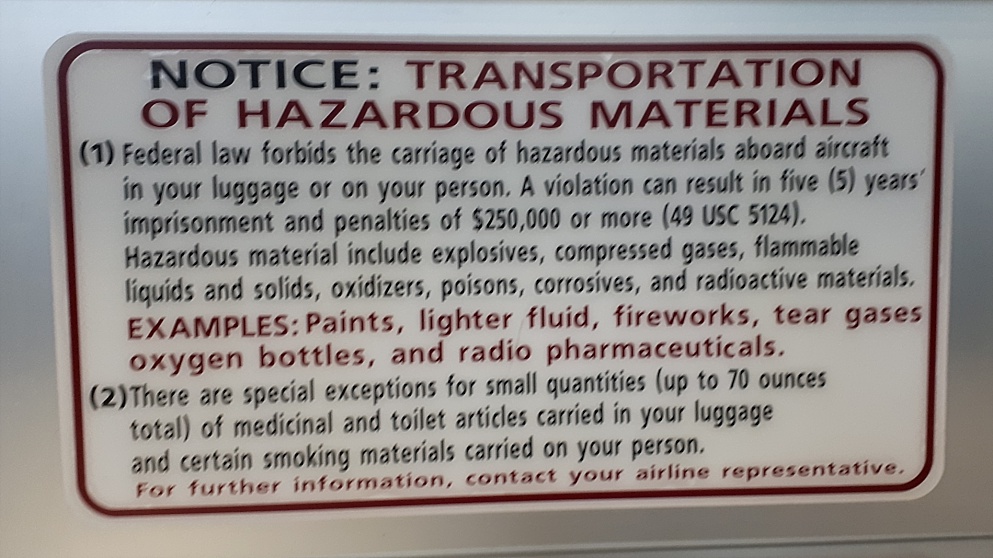 NOTICE: TRANSPORTATION
OF HAZARDOUS MATERIALS
(1) Federal law forbids the carriage of hazardous materials aboard aircraft
in your luggage or on your person. A violation can result in five (5) years'
imprisonment and penalties of $250,000 or more (49 USC 5124).
Hazardous material include explosives, compressed gases, flammable
liquids and solids, oxidizers, poisons, corrosives, and radioactive materials.
EXAMPLES: Paints, lighter fluid, fireworks, tear gases
oxygen bottles, and radio pharmaceuticals.
(2) There are special exceptions for small quantities (up to 70 ounces
total) of medicinal and toilet articles carried in your luggage
and certain smoking materials carried on your person.
For further information, contact your airline representative.